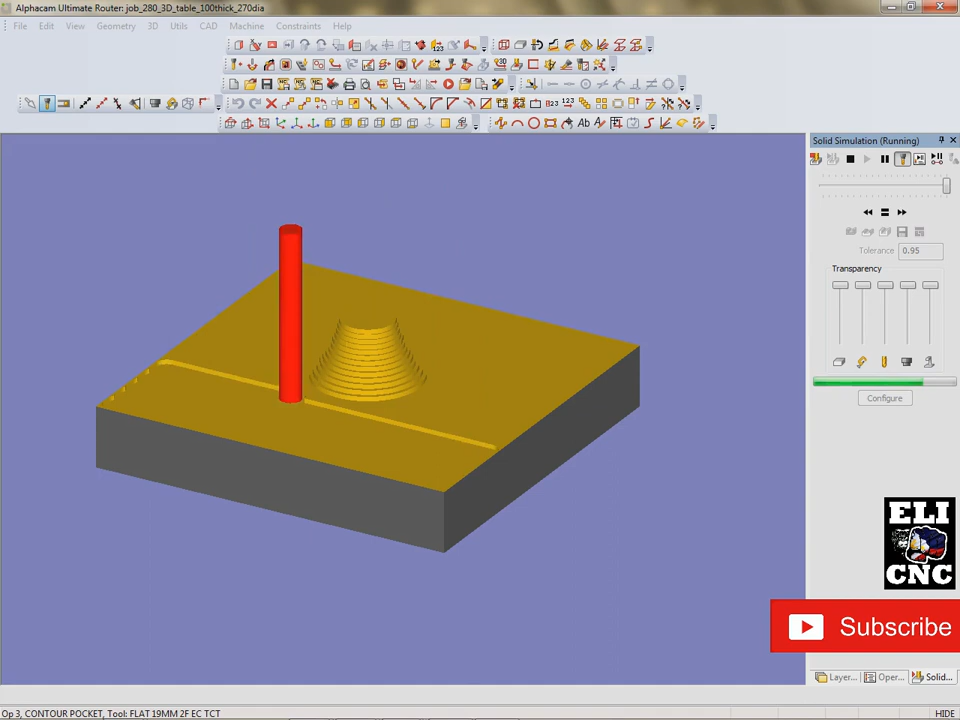 Alphacam Ultimate Router: job_280_3D_table_100thick_270dia
File Edit View Geometry 3D Utils CAD Machine Constraints Help
Solid Simulation (Running)
Tolerance 0.95
Transparency
Configure
ELI
CNC
Subscribe
Layer... Oper... Solid...
Op 3, CONTOUR POCKET, Tool: FLAT 19MM 2F EC TCT
HIDE